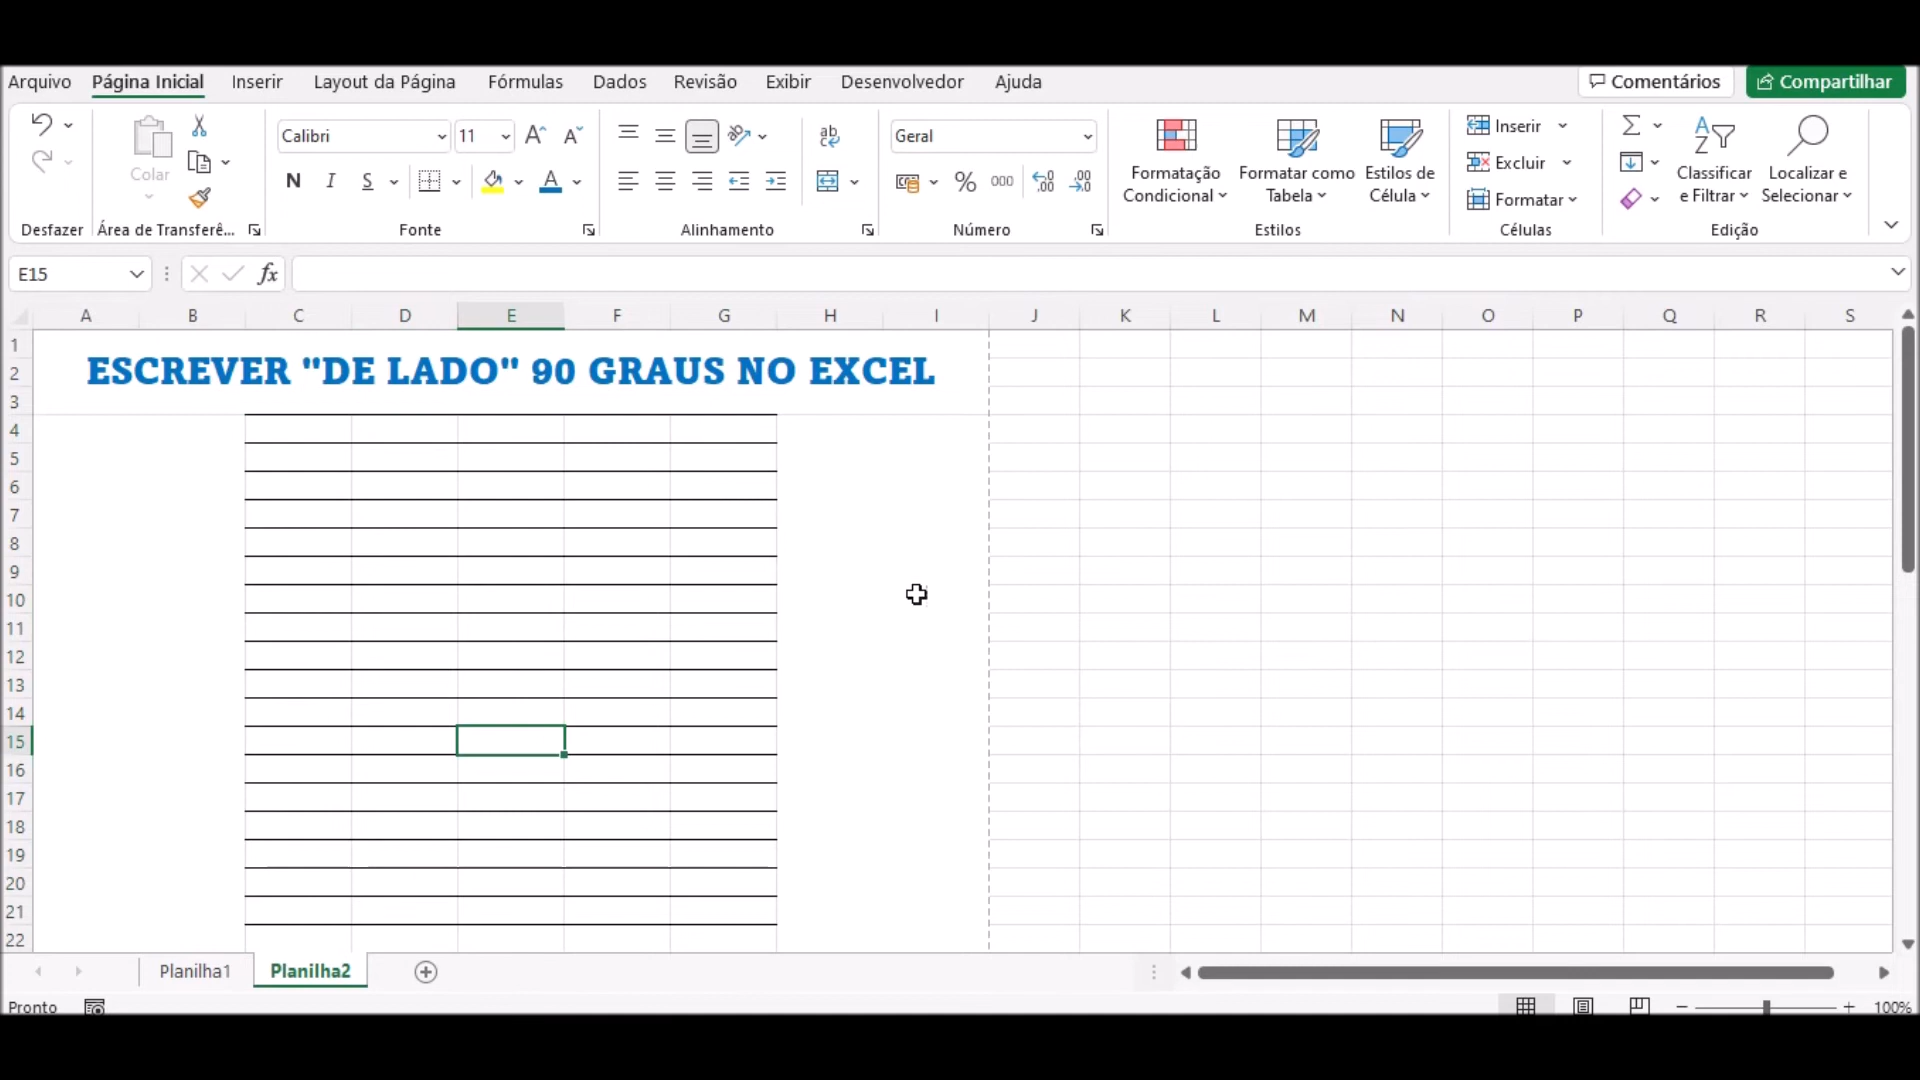 Arquivo Página Inicial Inserir Layout da Página Fórmulas Dados Revisão Exibir Desenvolvedor Ajuda Comentários Compartilhar
Colar
Calibri 11
N I S A
ab
Geral
% 000
Formatação Condicional
Formatar como Tabela
Estilos de Célula
Inserir
Excluir
Formatar
Classificar e Filtrar
Localizar e Selecionar
Desfazer Área de Transferê... Fonte Alinhamento Número Estilos Células Edição
E15 fx
A B C D E F G H I J K L M N O P Q R S
1
2
3
ESCREVER "DE LADO" 90 GRAUS NO EXCEL
4
5
6
7
8
9
10
11
12
13
14
15
16
17
18
19
20
21
22
Planilha1 Planilha2
Pronto 100%